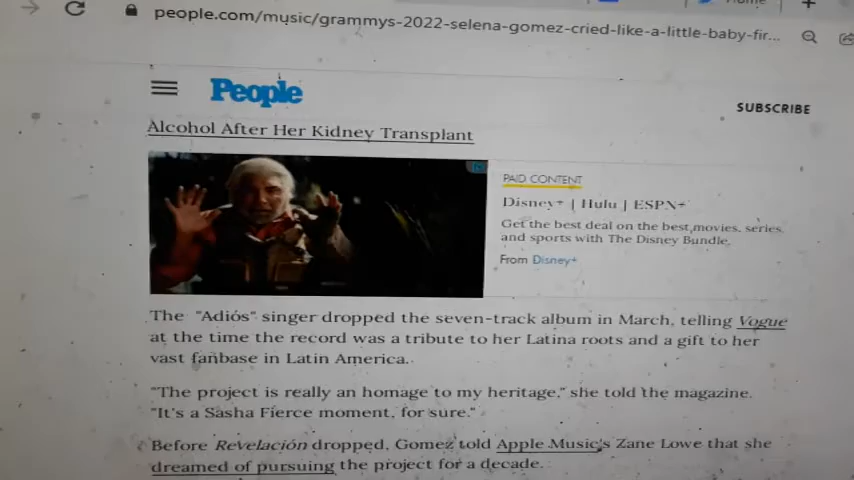 people.com/music/grammys-2022-selena-gomez-cried-like-a-little-baby-fir...
People
SUBSCRIBE
Alcohol After Her Kidney Transplant
PAID CONTENT
Disney+ | Hulu | ESPN+
Get the best deal on the best movies, series,
and sports with The Disney Bundle.
From Disney+
The "Adiós" singer dropped the seven-track album in March, telling Vogue
at the time the record was a tribute to her Latina roots and a gift to her
vast fanbase in Latin America.
"The project is really an homage to my heritage," she told the magazine.
"It's a Sasha Fierce moment, for sure."
Before Revelación dropped, Gomez told Apple Music's Zane Lowe that she
dreamed of pursuing the project for a decade.